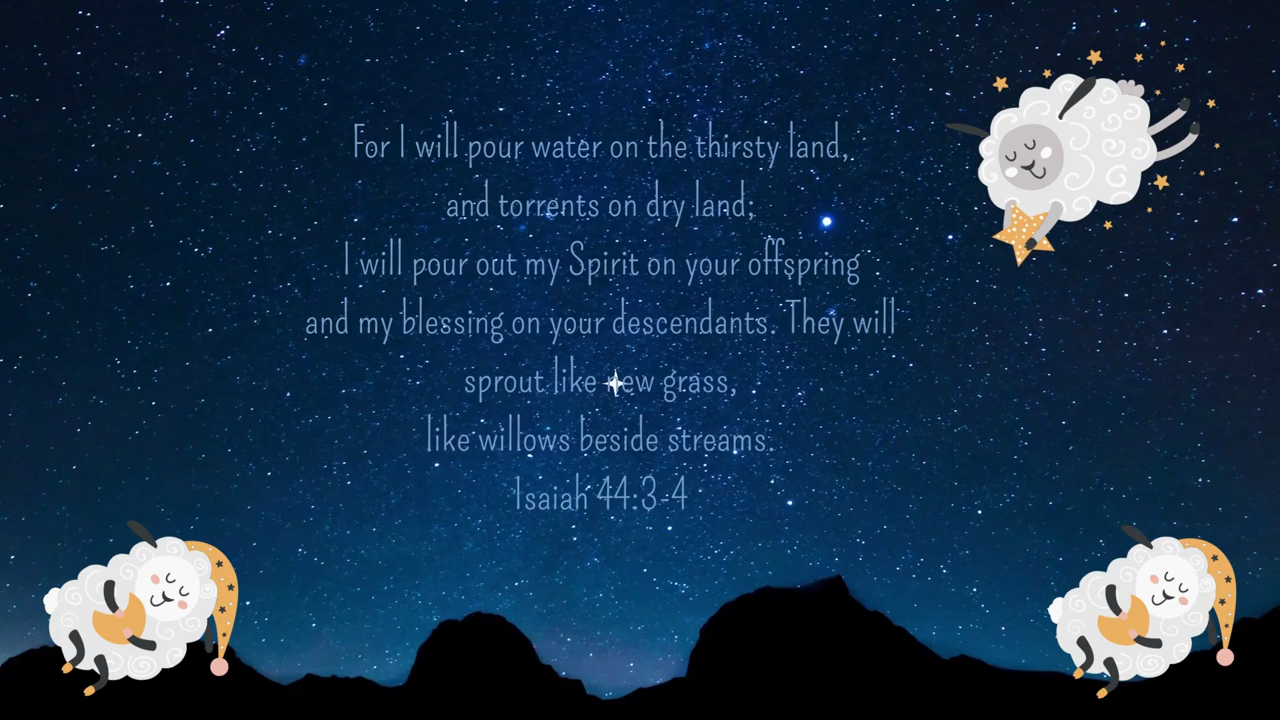 For I will pour water on the thirsty land,
and torrents on dry land;
I will pour out my Spirit on your offspring
and my blessing on your descendants. They will
sprout like new grass,
like willows beside streams.
Isaiah 44:3-4